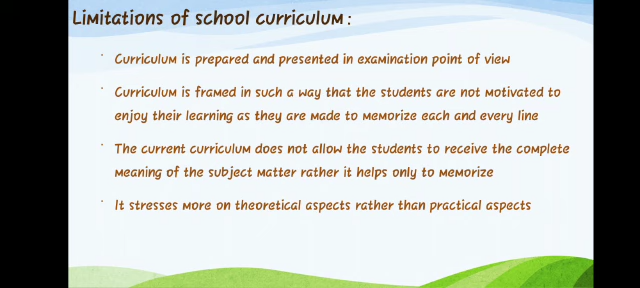 Limitations of school curriculum:
· Curriculum is prepared and presented in examination point of view
· Curriculum is framed in such a way that the students are not motivated to
enjoy their learning as they are made to memorize each and every line
· The current curriculum does not allow the students to receive the complete
meaning of the subject matter rather it helps only to memorize
· It stresses more on theoretical aspects rather than practical aspects